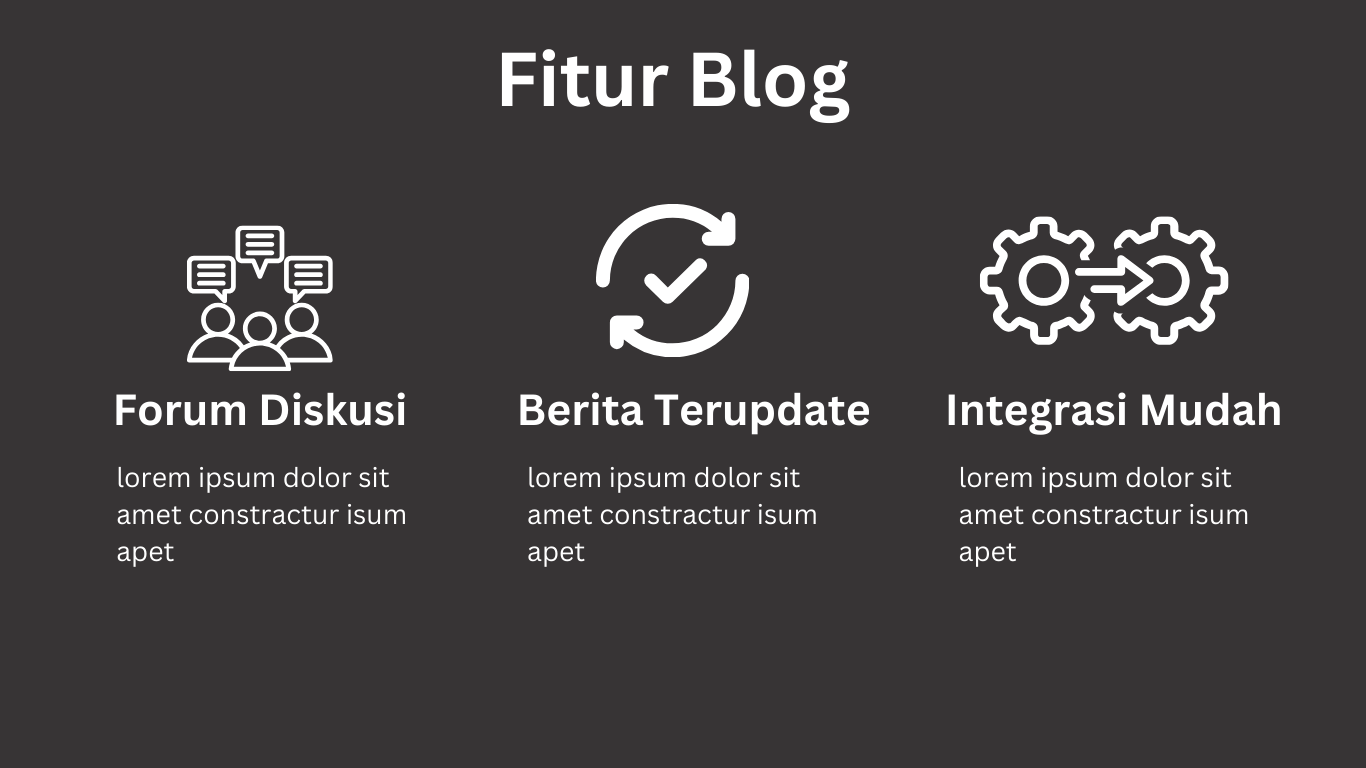 Fitur Blog
Forum Diskusi
lorem ipsum dolor sit
amet constractur isum
apet
Berita Terupdate
lorem ipsum dolor sit
amet constractur isum
apet
Integrasi Mudah
lorem ipsum dolor sit
amet constractur isum
apet